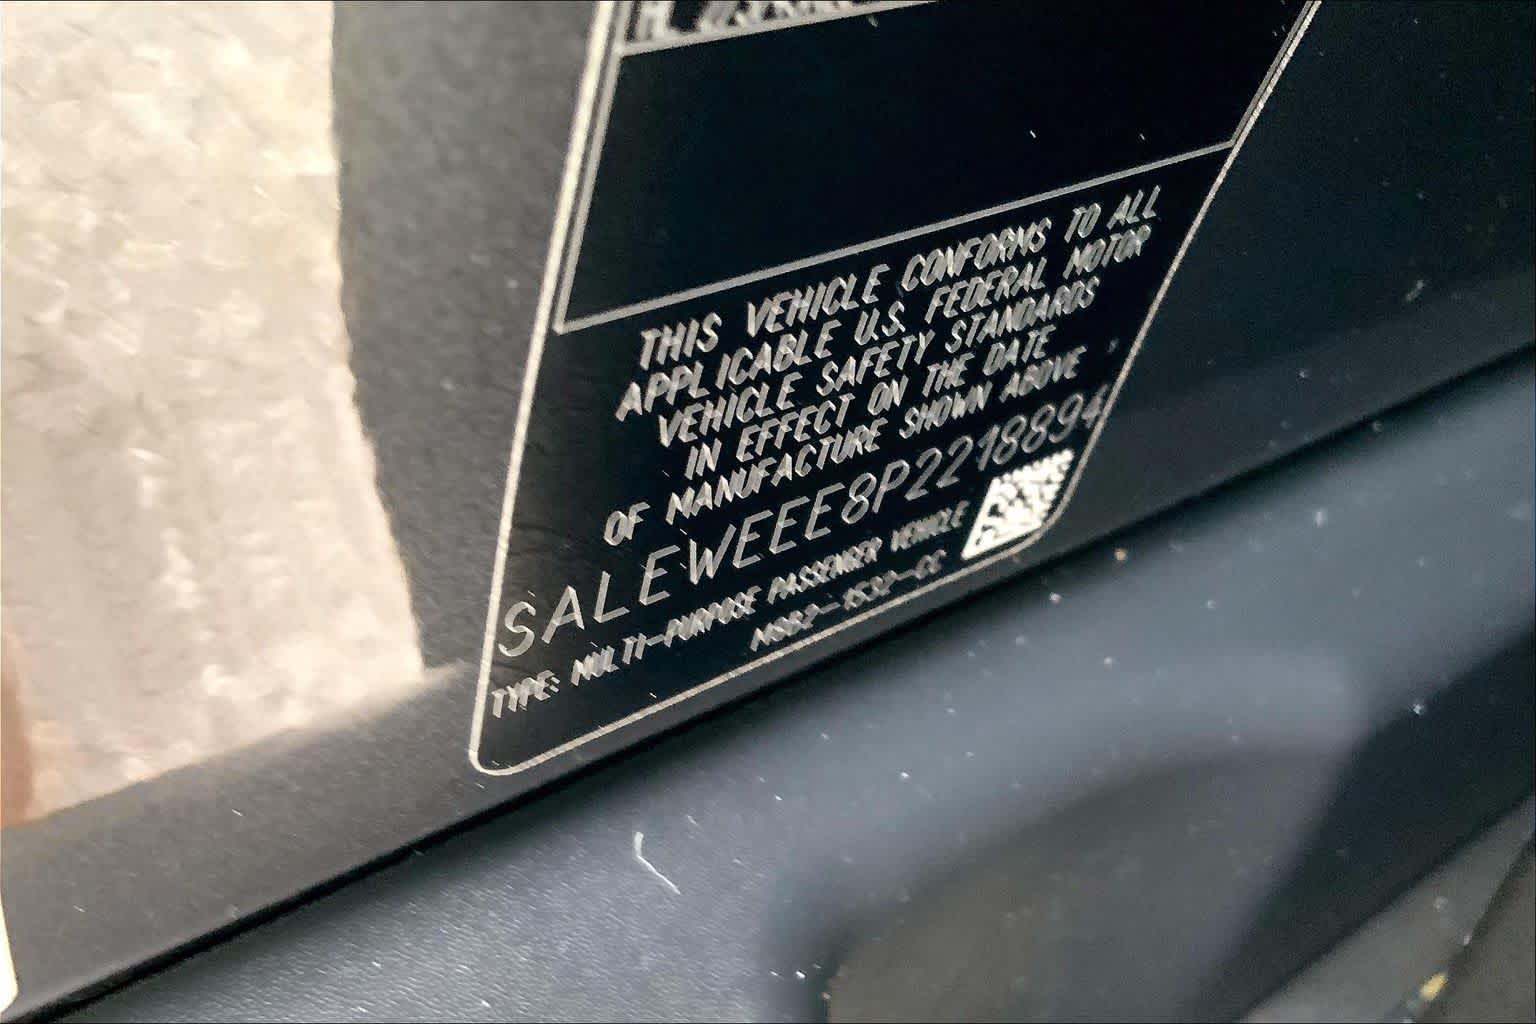 THIS VEHICLE CONFORMS TO ALL
APPLICABLE U.S. FEDERAL MOTOR
VEHICLE SAFETY STANDARDS
IN EFFECT ON THE DATE
OF MANUFACTURE SHOWN ABOVE
SALEWEEE8P2218894
TYPE: MULTI-PURPOSE PASSENGER VEHICLE